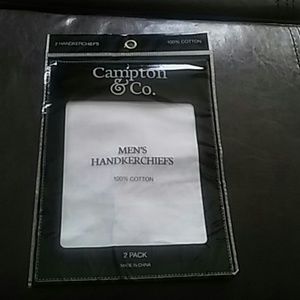 2 HANDKERCHIEFS 100% COTTON
Campton
& Co.
MEN'S
HANDKERCHIEFS
100% COTTON
2 PACK
MADE IN CHINA